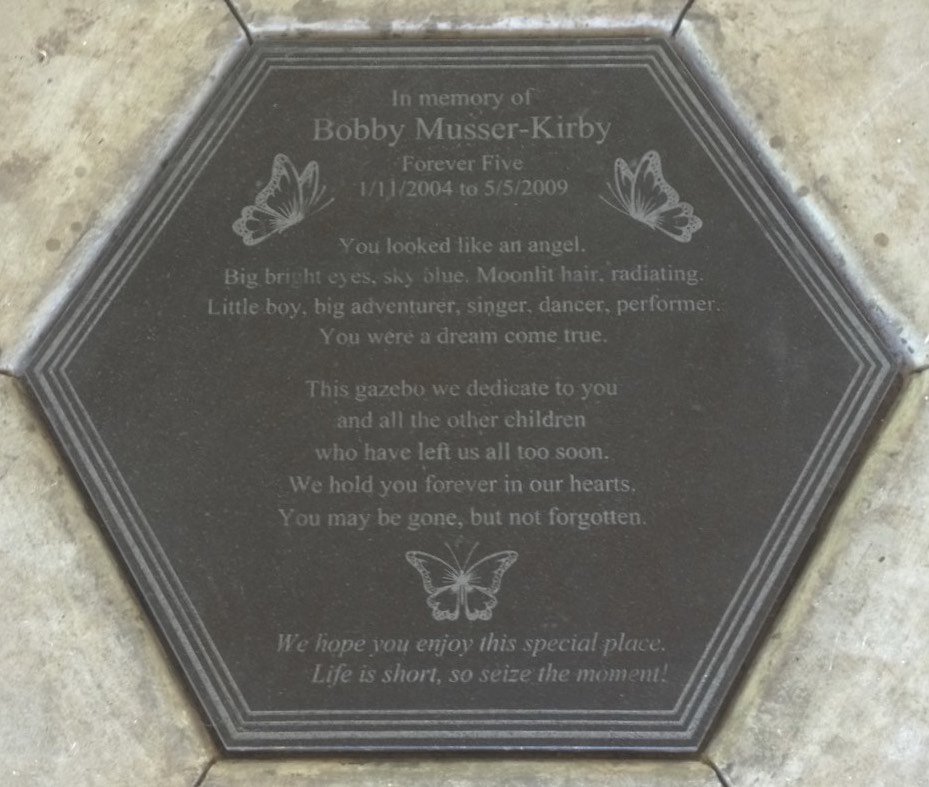 In memory of
Bobby Musser-Kirby
Forever Five
1/11/2004 to 5/5/2009
You looked like an angel.
Big bright eyes, sky blue. Moonlit hair, radiating.
Little boy, big adventurer, singer, dancer, performer.
You were a dream come true.
This gazebo we dedicate to you
and all the other children
who have left us all too soon.
We hold you forever in our hearts.
You may be gone, but not forgotten.
We hope you enjoy this special place.
Life is short, so seize the moment!